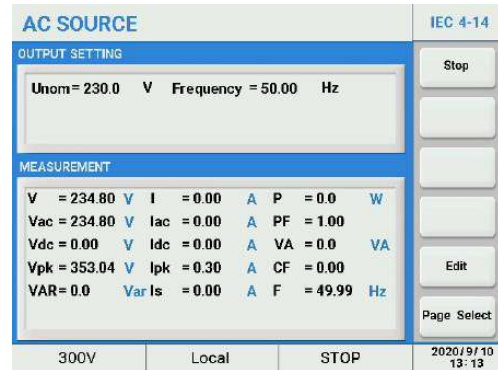 AC SOURCE
IEC 4-14
OUTPUT SETTING
Unom= 230.0 V Frequency = 50.00 Hz
Stop
MEASUREMENT
V = 234.80 V I = 0.00 A P = 0.0 W
Vac = 234.80 V Iac = 0.00 A PF = 1.00
Vdc = 0.00 V Idc = 0.00 A VA = 0.0 VA
Vpk = 353.04 V Ipk = 0.30 A CF = 0.00
VAR= 0.0 Var Is = 0.00 A F = 49.99 Hz
Edit
Page Select
300V Local STOP
2020/9/10
13:13